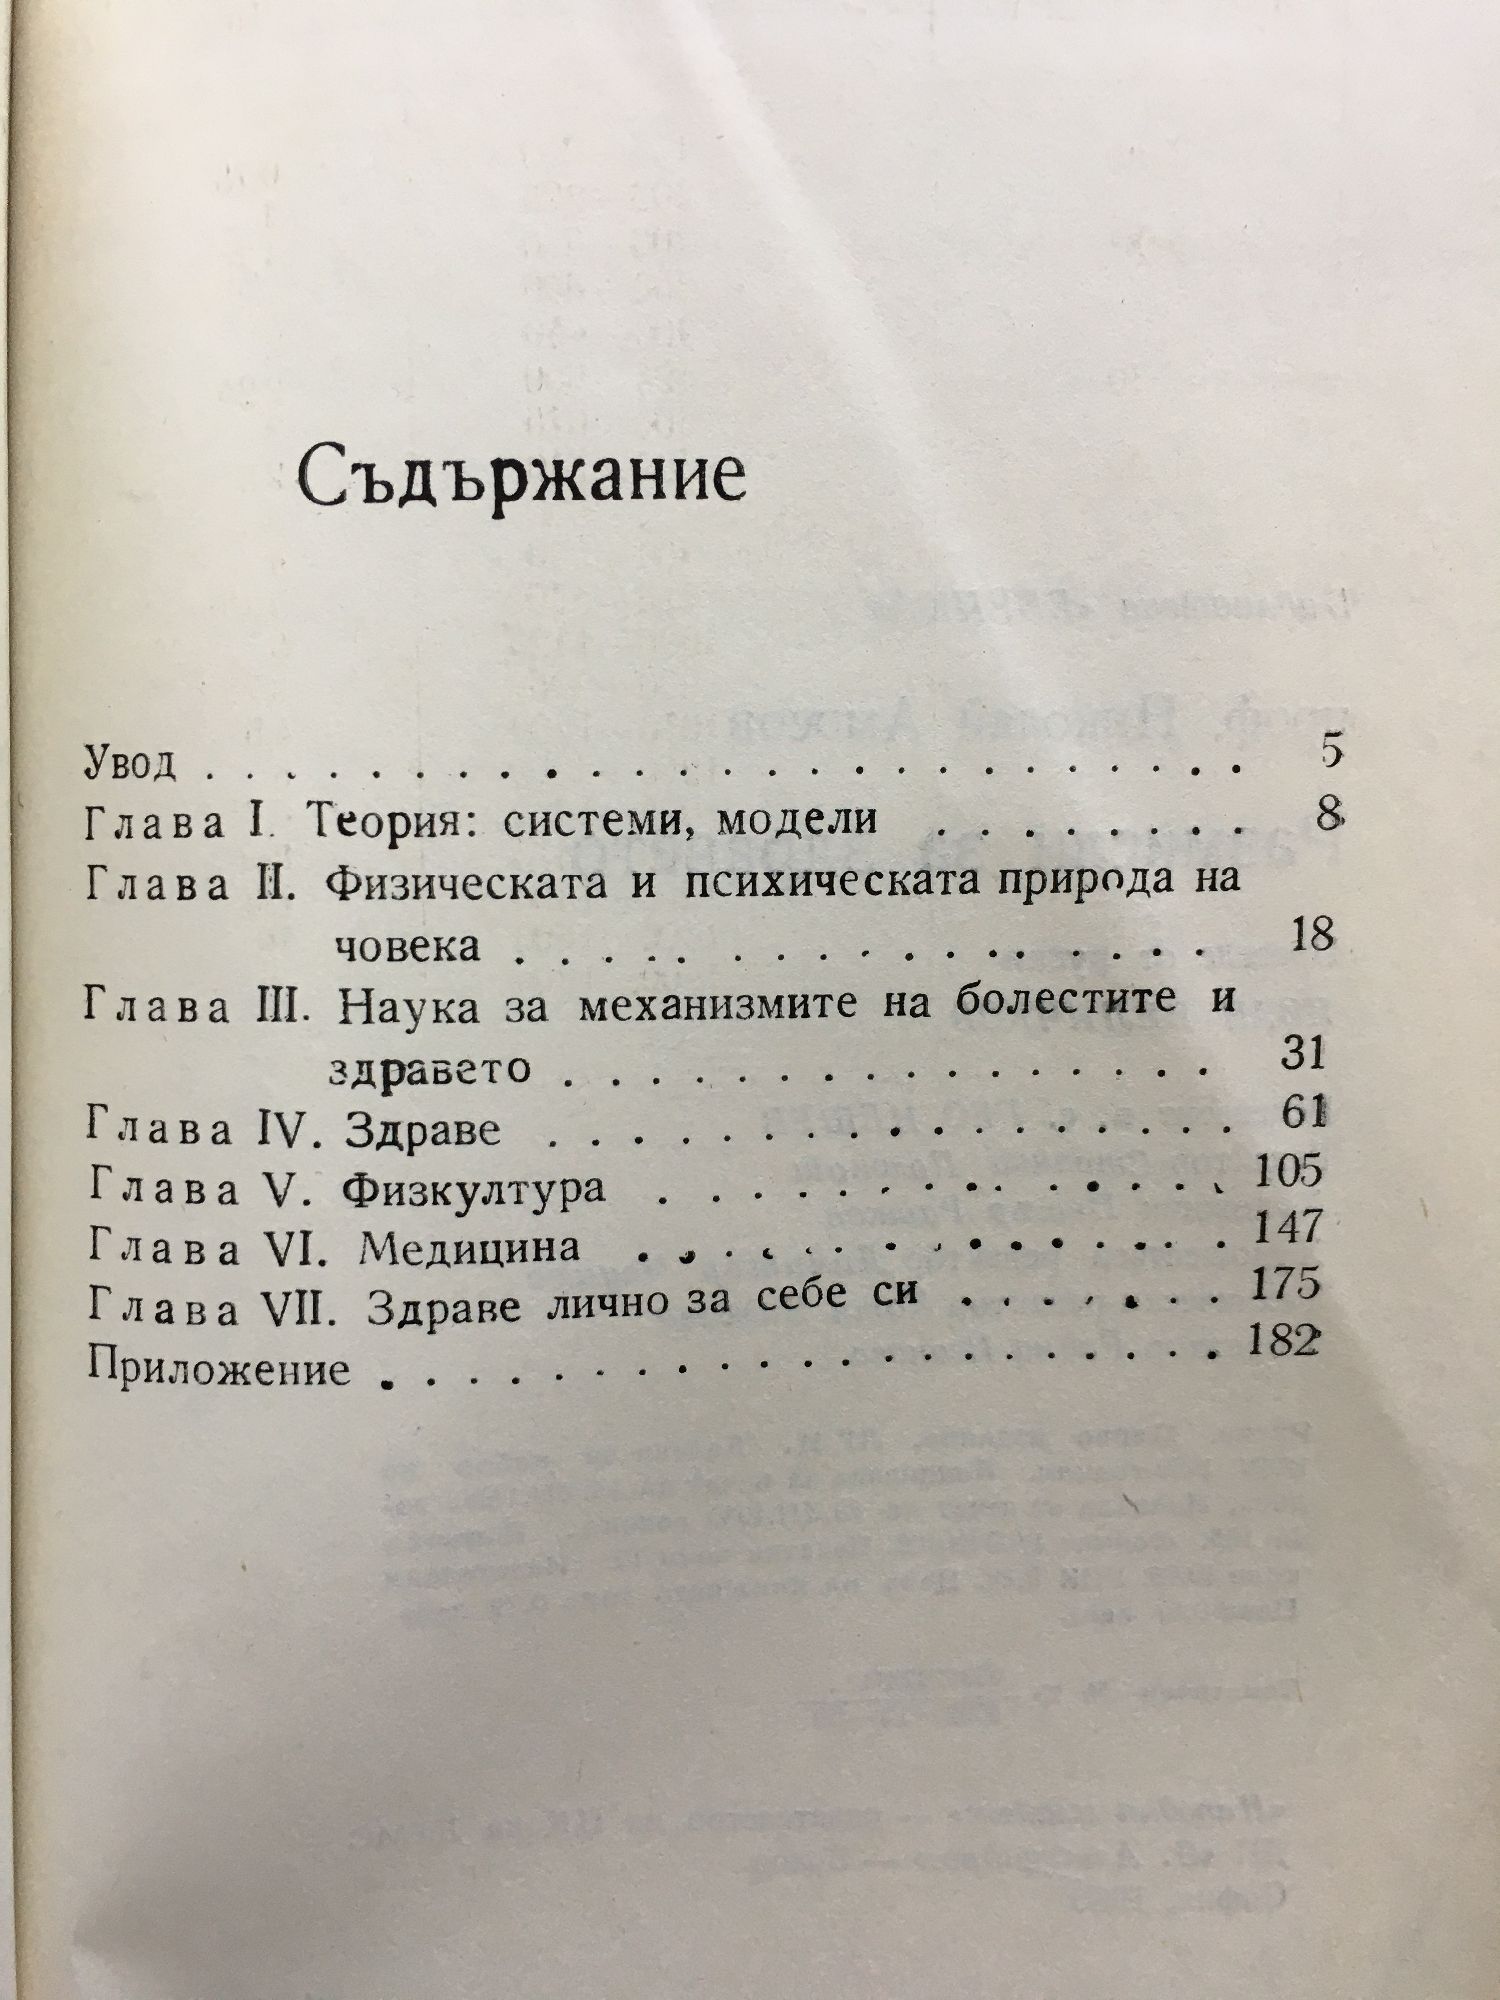 Съдържание
Увод . . . . . . . . . . . . . . . . . . . . . . . . 5
Глава I. Теория: системи, модели . . . . . . . . 8
Глава II. Физическата и психическата природа на
човека . . . . . . . . . . . . . . . . . 18
Глава III. Наука за механизмите на болестите и
здравето . . . . . . . . . . . . . . . . 31
Глава IV. Здраве . . . . . . . . . . . . . . . . 61
Глава V. Физкултура . . . . . . . . . . . . . . 105
Глава VI. Медицина . . . . . . . . . . . . . . . 147
Глава VII. Здраве лично за себе си . . . . . . . 175
Приложение . . . . . . . . . . . . . . . . . . . . 182